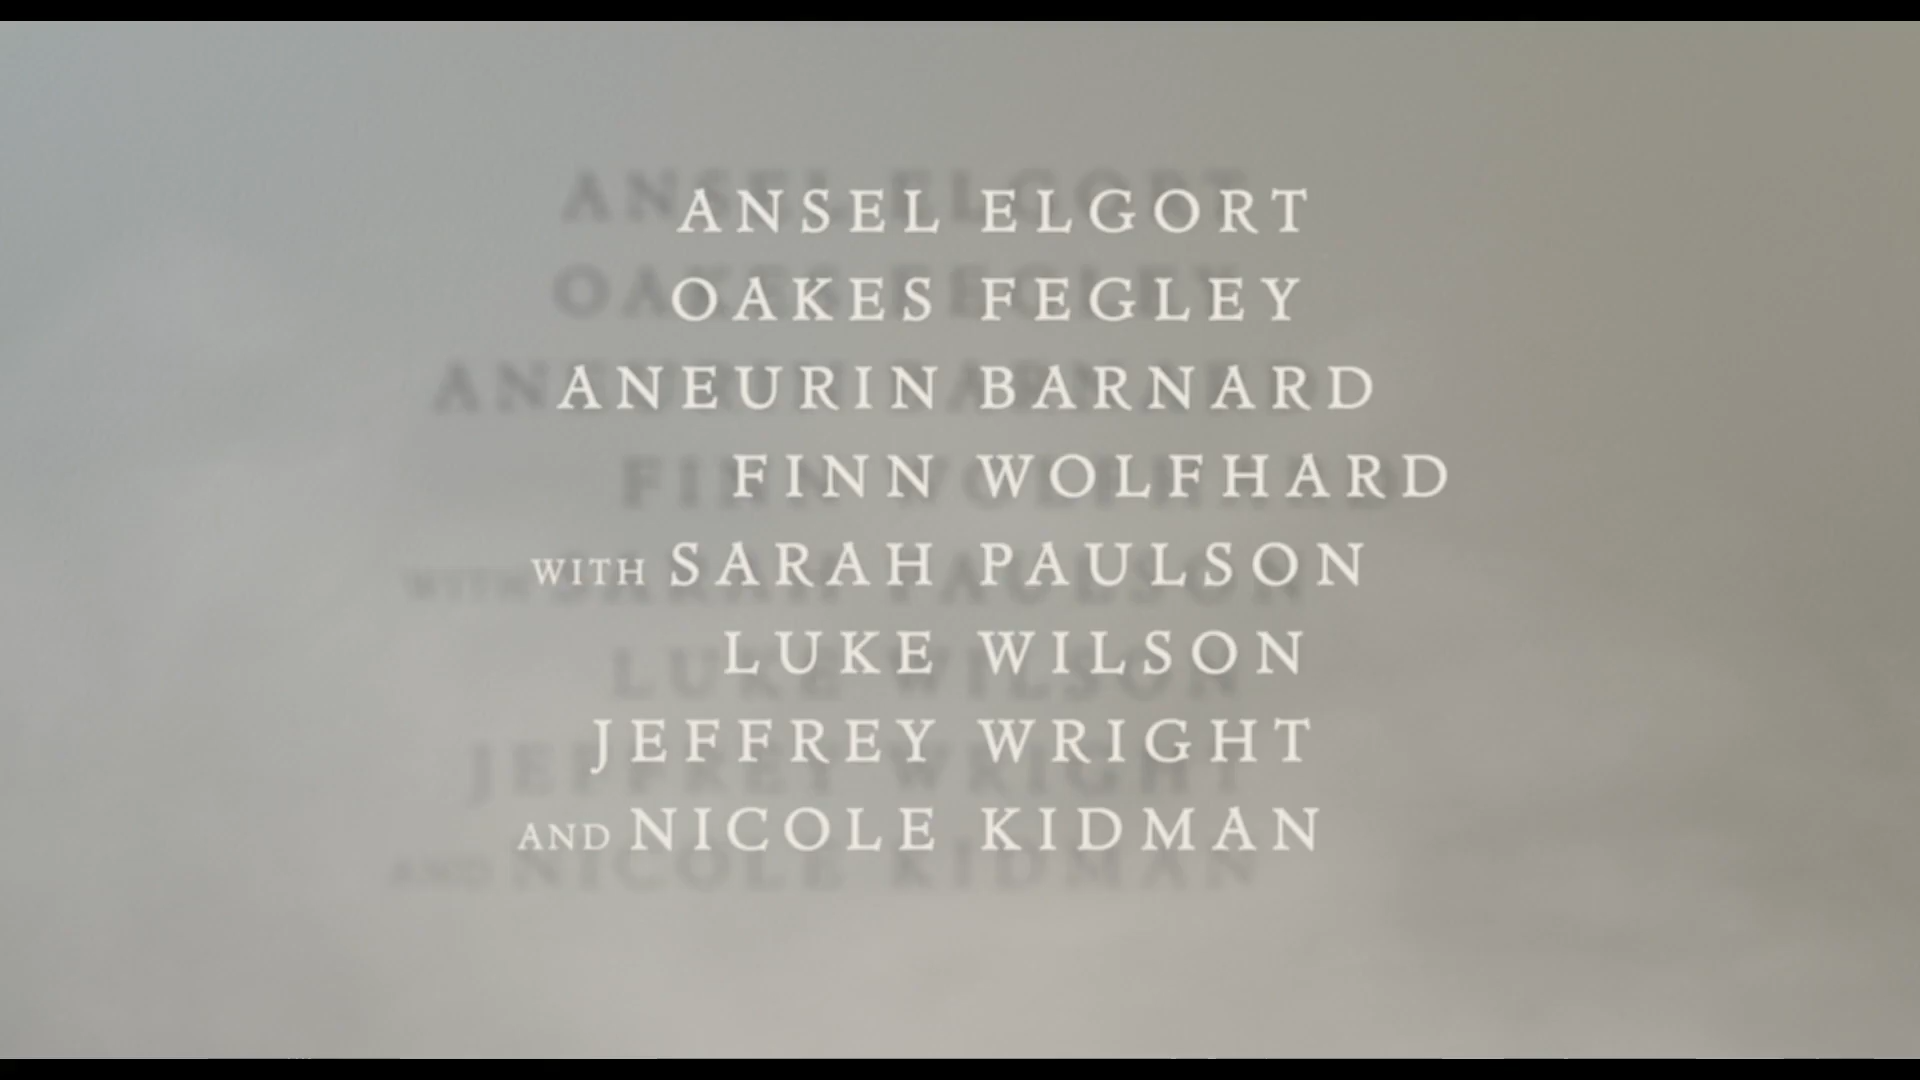 ANSEL ELGORT
OAKES FEGLEY
ANEURIN BARNARD
FINN WOLFHARD
WITH SARAH PAULSON
LUKE WILSON
JEFFREY WRIGHT
AND NICOLE KIDMAN